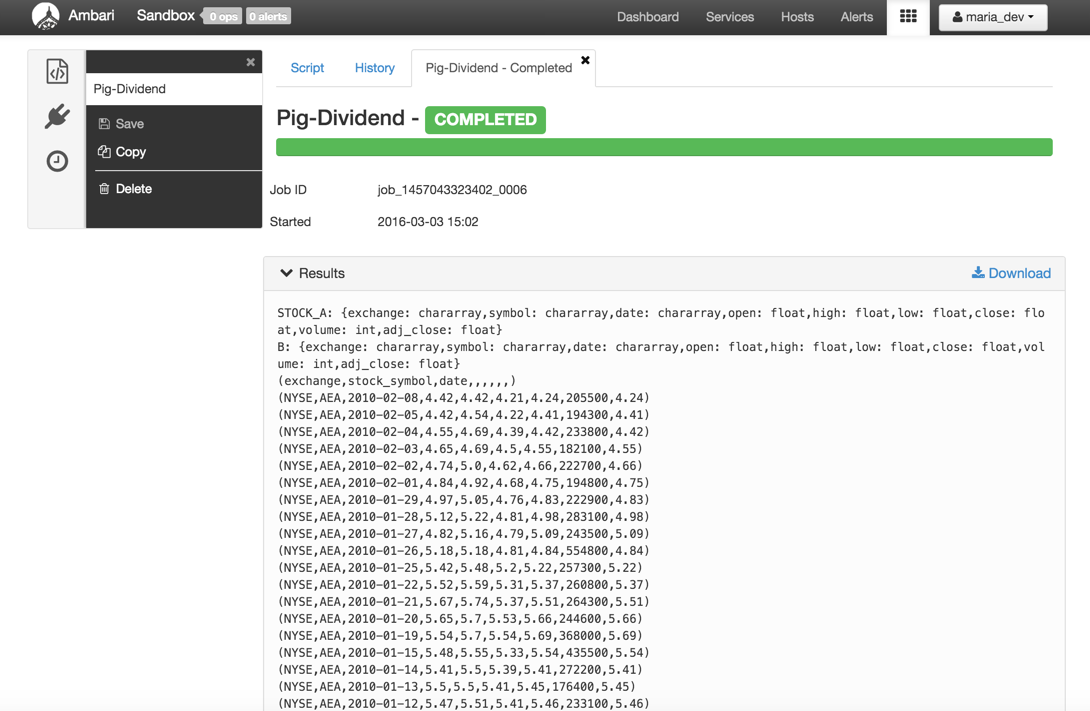 Ambari Sandbox 0 ops 0 alerts Dashboard Services Hosts Alerts maria_dev
Pig-Dividend
Save
Copy
Delete
Script History Pig-Dividend - Completed
Pig-Dividend - COMPLETED
Job ID job_1457043323402_0006
Started 2016-03-03 15:02
Results Download
STOCK_A: {exchange: chararray,symbol: chararray,date: chararray,open: float,high: float,low: float,close: flo
at,volume: int,adj_close: float}
B: {exchange: chararray,symbol: chararray,date: chararray,open: float,high: float,low: float,close: float,vol
ume: int,adj_close: float}
(exchange,stock_symbol,date,,,,,,)
(NYSE,AEA,2010-02-08,4.42,4.42,4.21,4.24,205500,4.24)
(NYSE,AEA,2010-02-05,4.42,4.54,4.22,4.41,194300,4.41)
(NYSE,AEA,2010-02-04,4.55,4.69,4.39,4.42,233800,4.42)
(NYSE,AEA,2010-02-03,4.65,4.69,4.5,4.55,182100,4.55)
(NYSE,AEA,2010-02-02,4.74,5.0,4.62,4.66,222700,4.66)
(NYSE,AEA,2010-02-01,4.84,4.92,4.68,4.75,194800,4.75)
(NYSE,AEA,2010-01-29,4.97,5.05,4.76,4.83,222900,4.83)
(NYSE,AEA,2010-01-28,5.12,5.22,4.81,4.98,283100,4.98)
(NYSE,AEA,2010-01-27,4.82,5.16,4.79,5.09,243500,5.09)
(NYSE,AEA,2010-01-26,5.18,5.18,4.81,4.84,554800,4.84)
(NYSE,AEA,2010-01-25,5.42,5.48,5.2,5.22,257300,5.22)
(NYSE,AEA,2010-01-22,5.52,5.59,5.31,5.37,260800,5.37)
(NYSE,AEA,2010-01-21,5.67,5.74,5.37,5.51,264300,5.51)
(NYSE,AEA,2010-01-20,5.65,5.7,5.53,5.66,244600,5.66)
(NYSE,AEA,2010-01-19,5.54,5.7,5.54,5.69,368000,5.69)
(NYSE,AEA,2010-01-15,5.48,5.55,5.33,5.54,435500,5.54)
(NYSE,AEA,2010-01-14,5.41,5.5,5.39,5.41,272200,5.41)
(NYSE,AEA,2010-01-13,5.5,5.5,5.41,5.45,176400,5.45)
(NYSE,AEA,2010-01-12,5.47,5.51,5.41,5.46,233100,5.46)